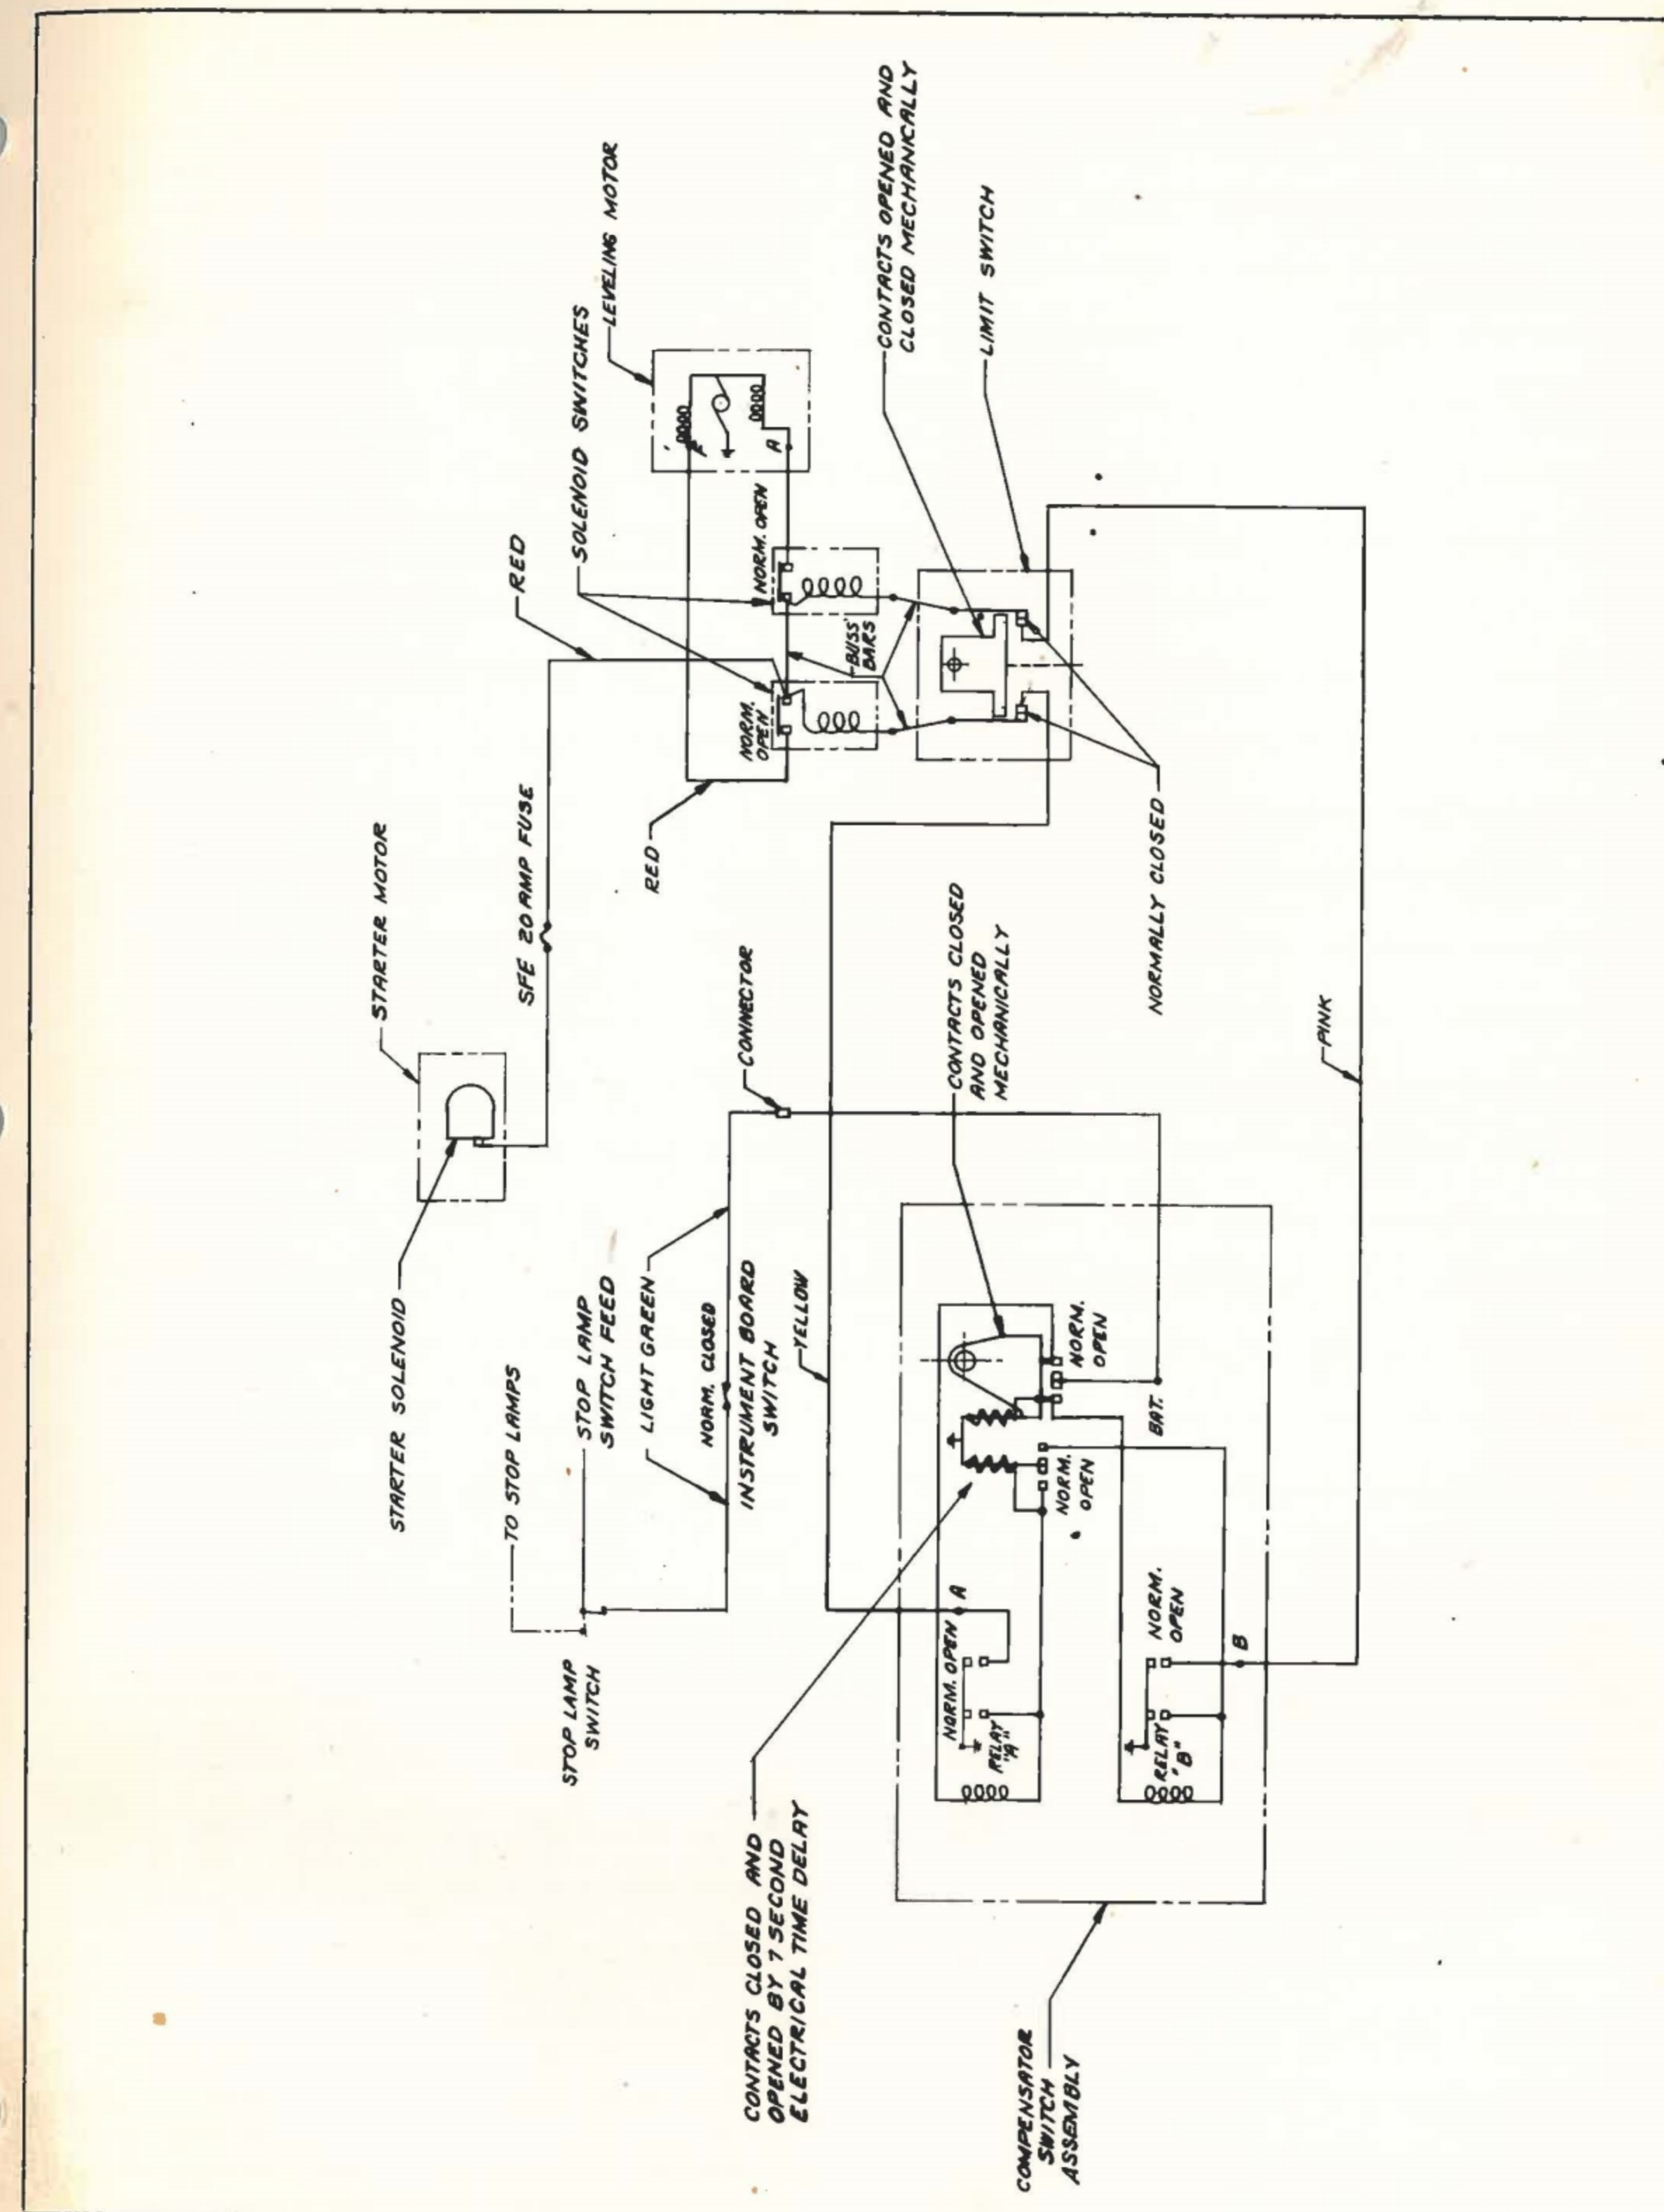 STARTER MOTOR
STARTER SOLENOID
SFE 20 AMP FUSE
RED
SOLENOID SWITCHES
LEVELING MOTOR
TO STOP LAMPS
STOP LAMP
SWITCH FEED
STOP LAMP
SWITCH
LIGHT GREEN
NORM. CLOSED
INSTRUMENT BOARD
SWITCH
CONNECTOR
RED
F
A
NORM.
OPEN
NORM. OPEN
BUSS
BARS
YELLOW
CONTACTS OPENED AND
CLOSED MECHANICALLY
LIMIT SWITCH
CONTACTS CLOSED AND
OPENED BY 7 SECOND
ELECTRICAL TIME DELAY
CONTACTS CLOSED
AND OPENED
MECHANICALLY
NORM. OPEN
A
RELAY
"A"
NORM.
OPEN
NORM.
OPEN
BAT.
NORMALLY CLOSED
NORM.
OPEN
RELAY
"B"
B
PINK
COMPENSATOR
SWITCH
ASSEMBLY